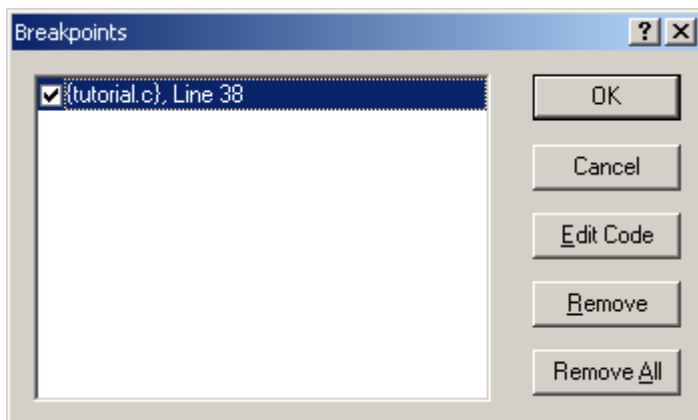 Breakpoints
{tutorial.c}, Line 38
OK
Cancel
Edit Code
Remove
Remove All